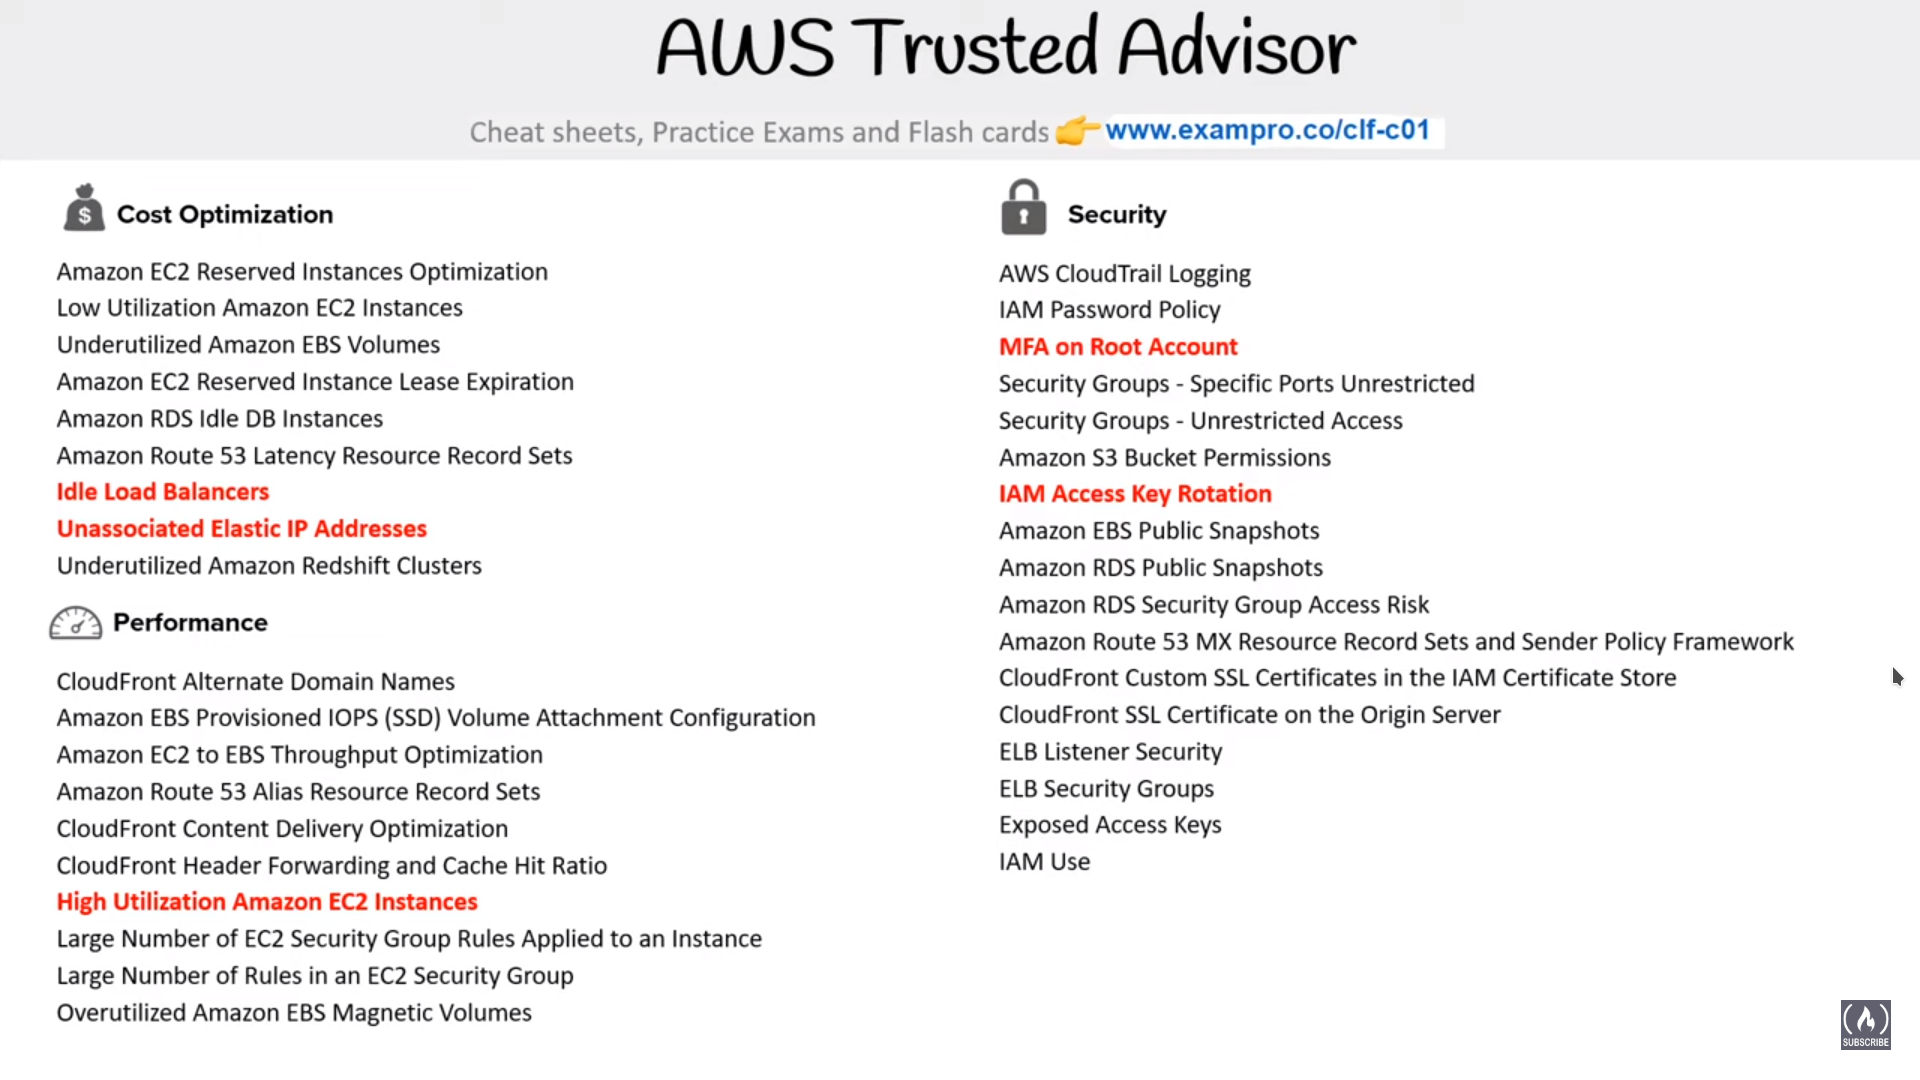 AWS Trusted Advisor
Cheat sheets, Practice Exams and Flash cards 👉 www.exampro.co/clf-c01
$ Cost Optimization
Amazon EC2 Reserved Instances Optimization
Low Utilization Amazon EC2 Instances
Underutilized Amazon EBS Volumes
Amazon EC2 Reserved Instance Lease Expiration
Amazon RDS Idle DB Instances
Amazon Route 53 Latency Resource Record Sets
Idle Load Balancers
Unassociated Elastic IP Addresses
Underutilized Amazon Redshift Clusters
Performance
CloudFront Alternate Domain Names
Amazon EBS Provisioned IOPS (SSD) Volume Attachment Configuration
Amazon EC2 to EBS Throughput Optimization
Amazon Route 53 Alias Resource Record Sets
CloudFront Content Delivery Optimization
CloudFront Header Forwarding and Cache Hit Ratio
High Utilization Amazon EC2 Instances
Large Number of EC2 Security Group Rules Applied to an Instance
Large Number of Rules in an EC2 Security Group
Overutilized Amazon EBS Magnetic Volumes
Security
AWS CloudTrail Logging
IAM Password Policy
MFA on Root Account
Security Groups - Specific Ports Unrestricted
Security Groups - Unrestricted Access
Amazon S3 Bucket Permissions
IAM Access Key Rotation
Amazon EBS Public Snapshots
Amazon RDS Public Snapshots
Amazon RDS Security Group Access Risk
Amazon Route 53 MX Resource Record Sets and Sender Policy Framework
CloudFront Custom SSL Certificates in the IAM Certificate Store
CloudFront SSL Certificate on the Origin Server
ELB Listener Security
ELB Security Groups
Exposed Access Keys
IAM Use
SUBSCRIBE